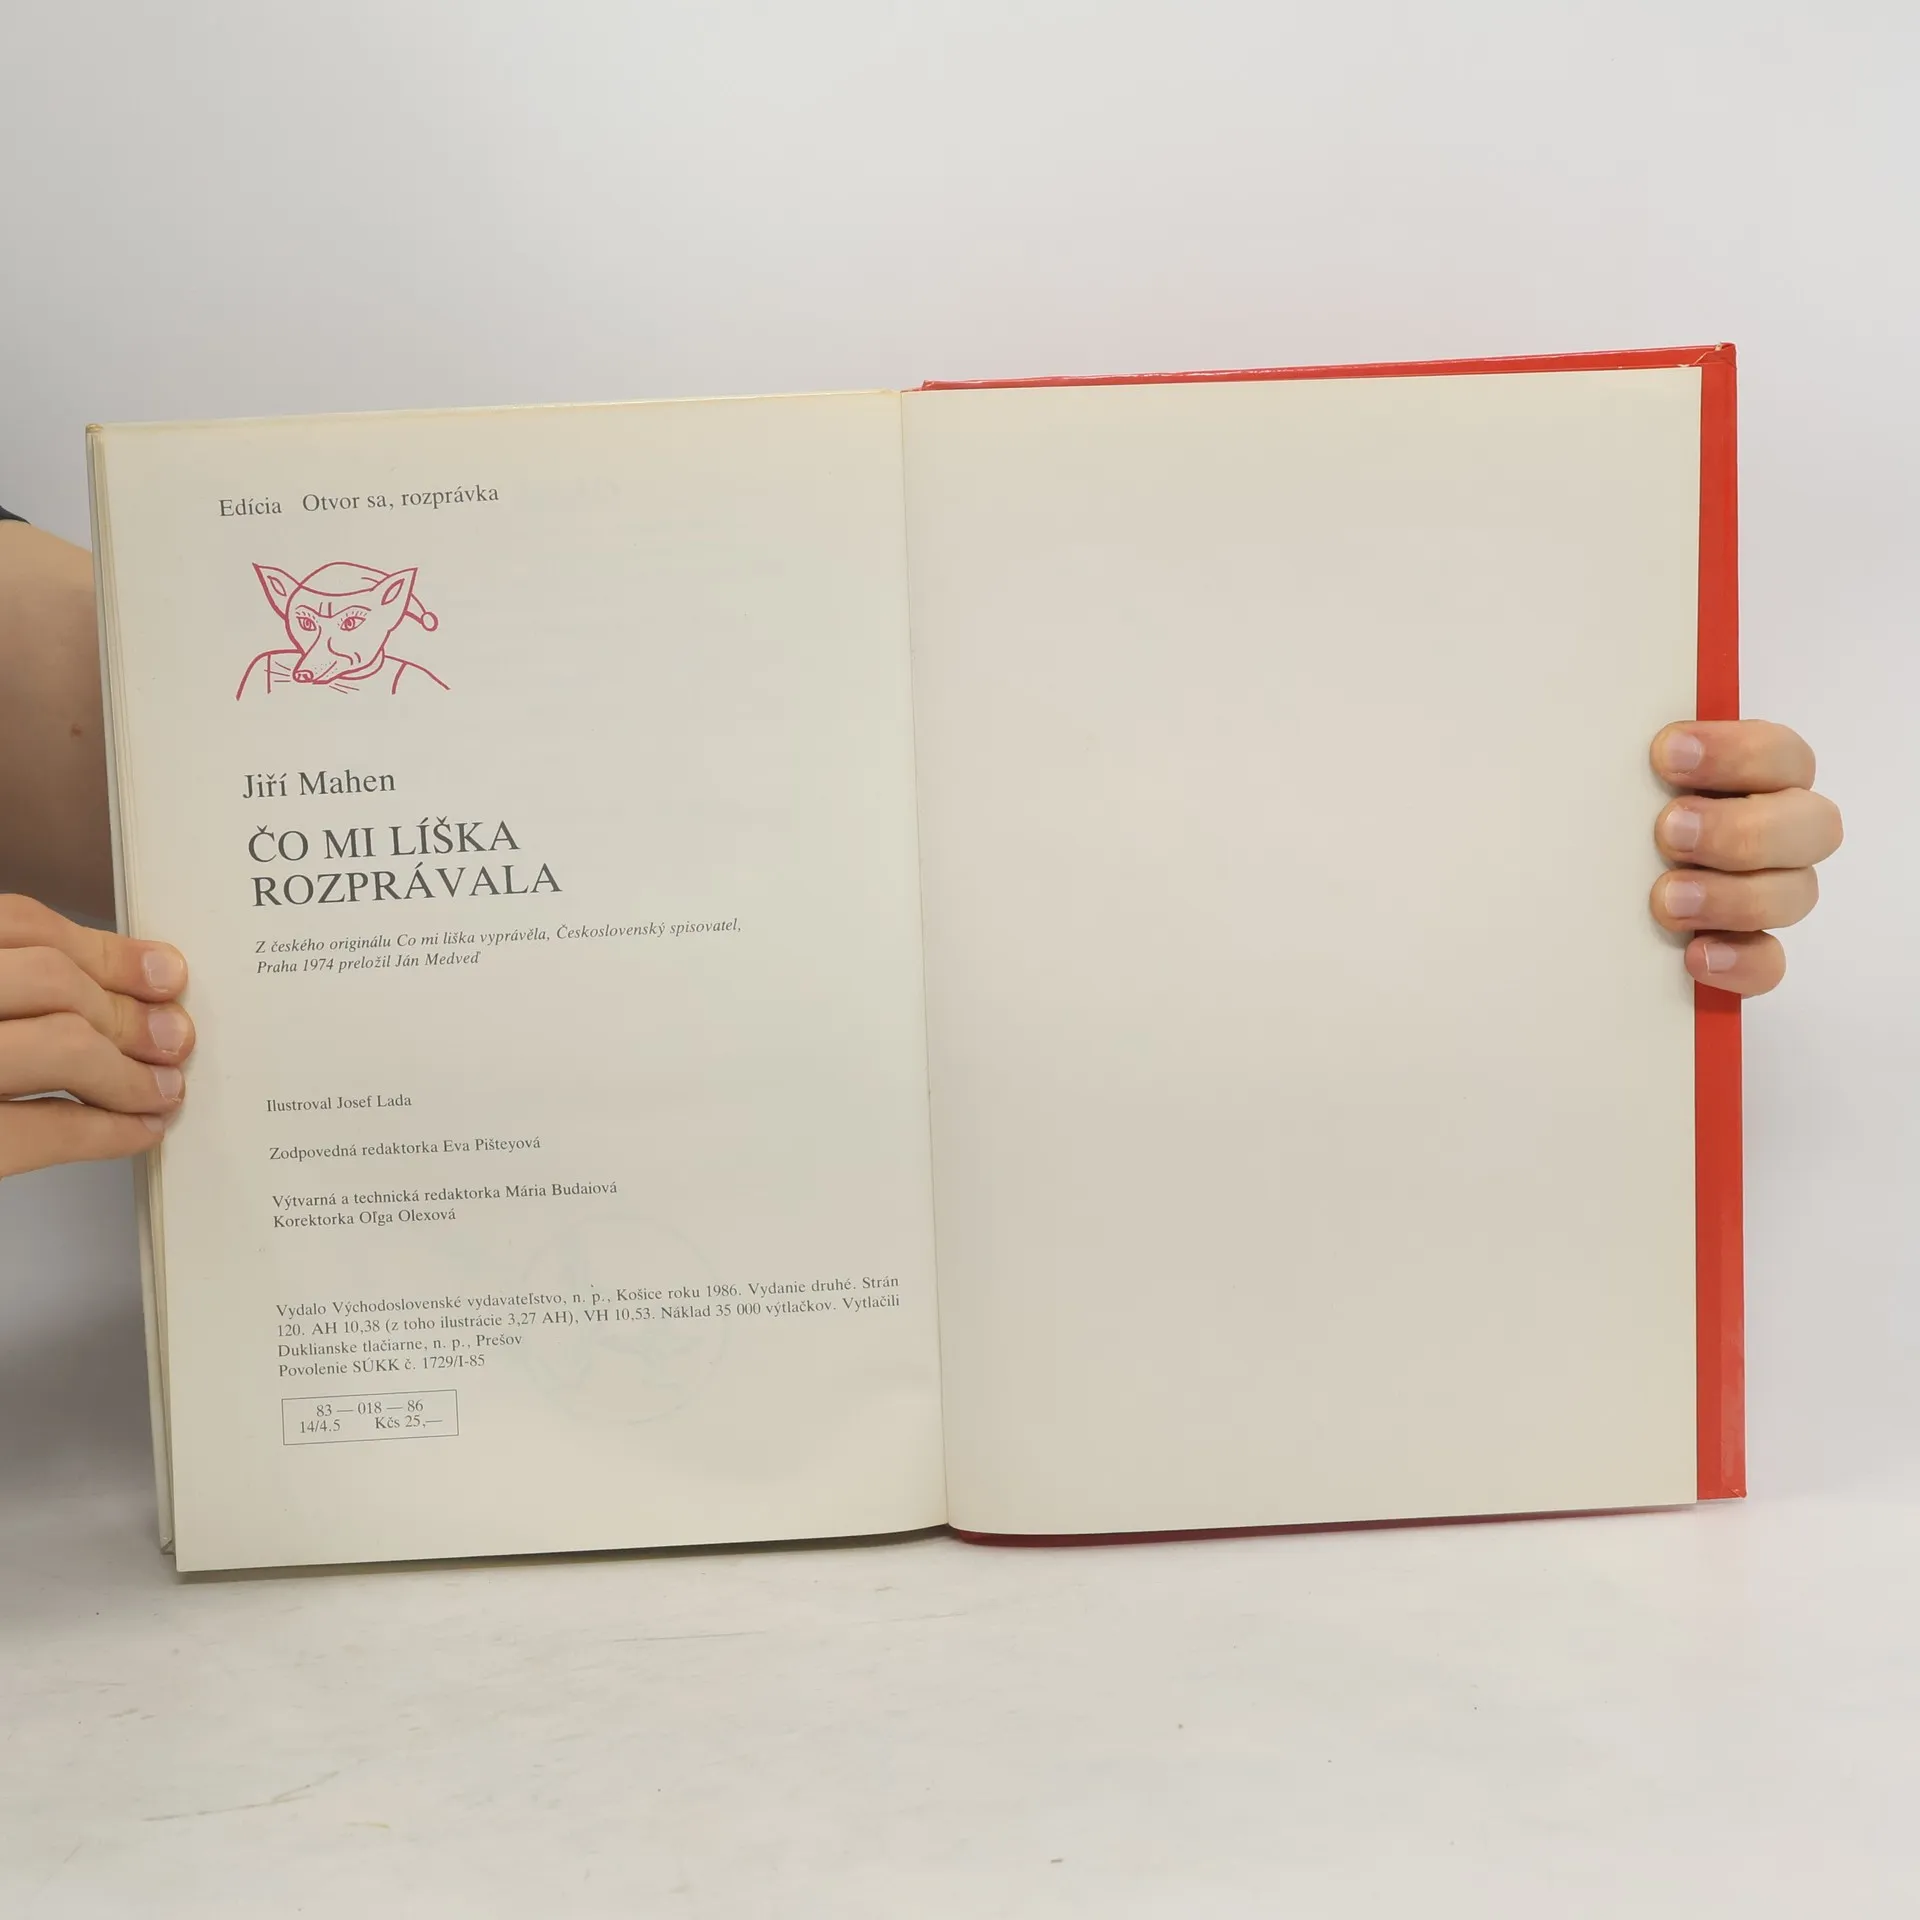 Edícia Otvor sa, rozprávka
Jiří Mahen
ČO MI LÍŠKA
ROZPRÁVALA
Z českého originálu Co mi liška vyprávěla, Československý spisovatel,
Praha 1974 preložil Ján Medveď
Ilustroval Josef Lada
Zodpovedná redaktorka Eva Pišteyová
Výtvarná a technická redaktorka Mária Budaiová
Korektorka Oľga Olexová
Vydalo Východoslovenské vydavateľstvo, n. p., Košice roku 1986. Vydanie druhé. Strán
120. AH 10,38 (z toho ilustrácie 3,27 AH), VH 10,53. Náklad 35 000 výtlačkov. Vytlačili
Duklianske tlačiarne, n. p., Prešov
Povolenie SÚKK č. 1729/I-85
83 — 018 — 86
14/4.5 Kčs 25,—